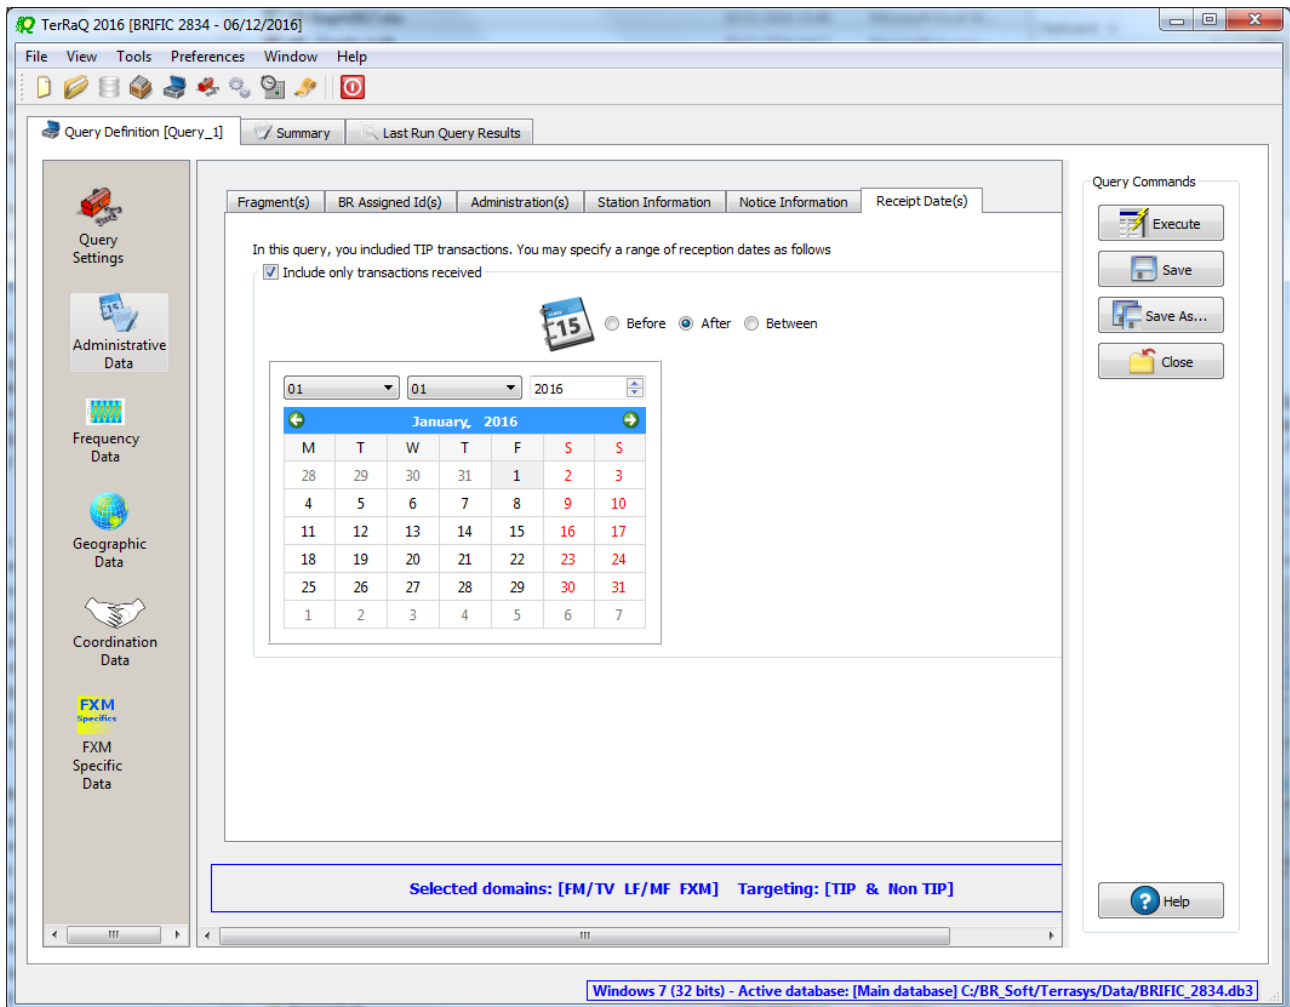 TerRaQ 2016 [BRIFIC 2834 - 06/12/2016]
File View Tools Preferences Window Help
Query Definition [Query_1] Summary Last Run Query Results
Query Settings
Administrative Data
Frequency Data
Geographic Data
Coordination Data
FXM Specifics
FXM Specific Data
Fragment(s) BR Assigned Id(s) Administration(s) Station Information Notice Information Receipt Date(s)
In this query, you includied TIP transactions. You may specify a range of reception dates as follows
Include only transactions received
15 Before After Between
01 01 2016
January, 2016
M T W T F S S
28 29 30 31 1 2 3
4 5 6 7 8 9 10
11 12 13 14 15 16 17
18 19 20 21 22 23 24
25 26 27 28 29 30 31
1 2 3 4 5 6 7
Selected domains: [FM/TV LF/MF FXM] Targeting: [TIP & Non TIP]
Query Commands
Execute
Save
Save As...
Close
Help
Windows 7 (32 bits) - Active database: [Main database] C:/BR_Soft/Terrasys/Data/BRIFIC_2834.db3